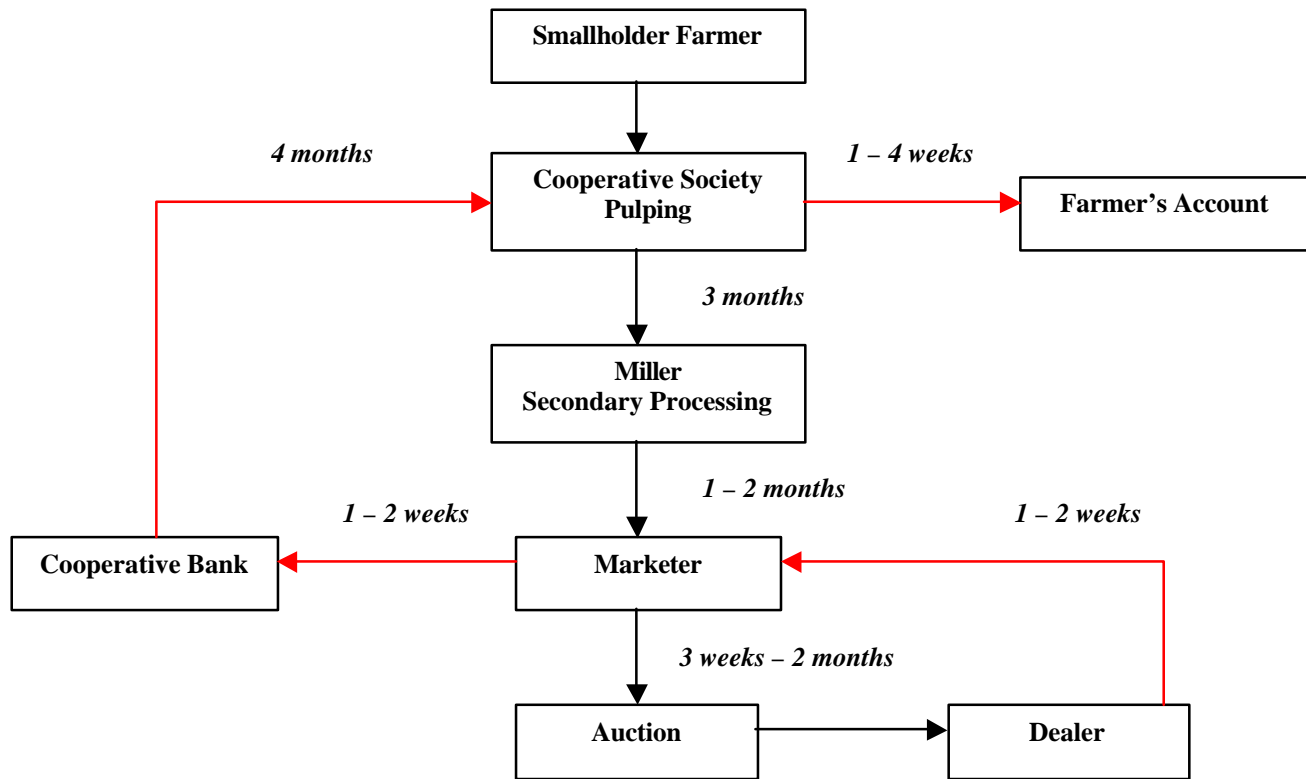 Smallholder Farmer
4 months
1 – 4 weeks
Cooperative Society
Pulping
Farmer’s Account
3 months
Miller
Secondary Processing
1 – 2 months
1 – 2 weeks
1 – 2 weeks
Cooperative Bank
Marketer
3 weeks – 2 months
Auction
Dealer